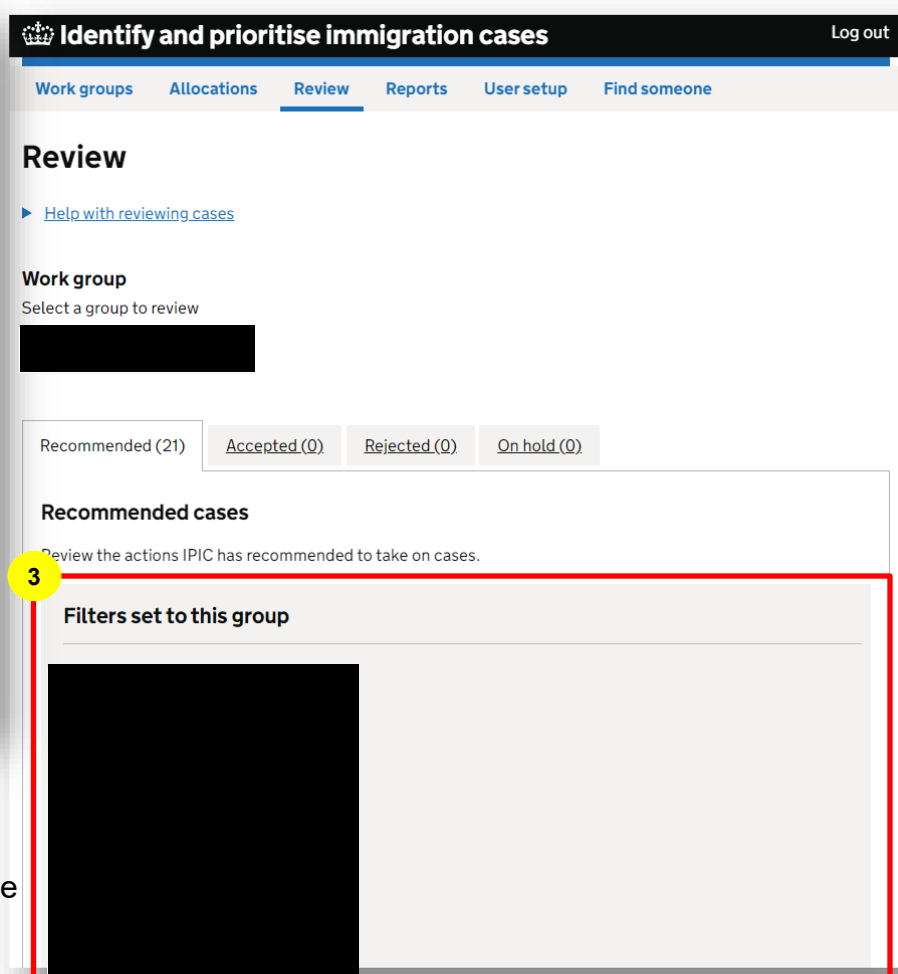 Identify and prioritise immigration cases
Log out
Work groups Allocations Review Reports User setup Find someone
Review
Help with reviewing cases
Work group
Select a group to review
Recommended (21) Accepted (0) Rejected (0) On hold (0)
Recommended cases
Review the actions IPIC has recommended to take on cases.
3
Filters set to this group
e